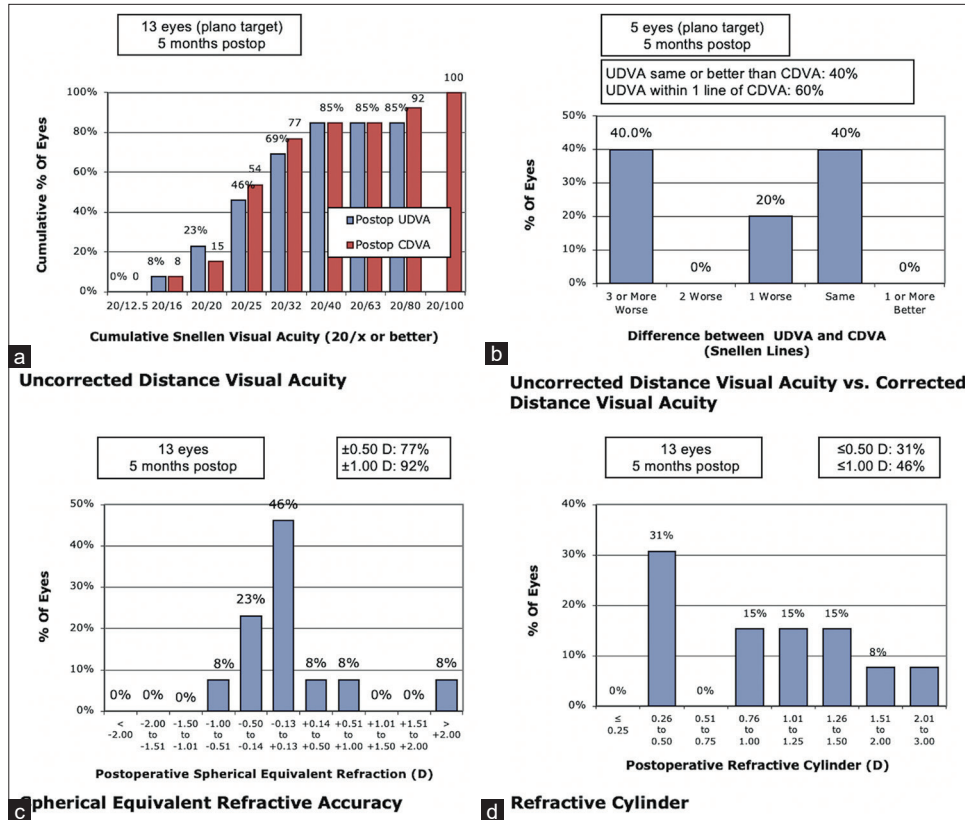 13 eyes (plano target)
5 months postop
100%
80%
60%
40%
20%
0%
Cumulative % Of Eyes
0% 0
8% 8
23% 15
46% 54
69% 77
85%
85%
85% 92
100
Postop UDVA
Postop CDVA
20/12.5 20/16 20/20 20/25 20/32 20/40 20/63 20/80 20/100
Cumulative Snellen Visual Acuity (20/x or better)
a
Uncorrected Distance Visual Acuity
5 eyes (plano target)
5 months postop
UDVA same or better than CDVA: 40%
UDVA within 1 line of CDVA: 60%
50%
40%
30%
20%
10%
0%
% Of Eyes
40.0%
0%
20%
40%
0%
3 or More 2 Worse 1 Worse Same 1 or More
Worse Better
Difference between UDVA and CDVA
(Snellen Lines)
b
Uncorrected Distance Visual Acuity vs. Corrected
Distance Visual Acuity
13 eyes
5 months postop
±0.50 D: 77%
±1.00 D: 92%
50%
40%
30%
20%
10%
0%
% Of Eyes
0% 0% 0% 8% 23% 46% 8% 8% 0% 0% 8%
< -2.00 -1.50 -1.00 -0.50 -0.13 +0.14 +0.51 +1.01 +1.51 >
-2.00 to to to to to to to to to +2.00
-1.51 -1.01 -0.51 -0.14 +0.13 +0.50 +1.00 +1.50 +2.00
Postoperative Spherical Equivalent Refraction (D)
c
Spherical Equivalent Refractive Accuracy
13 eyes
5 months postop
≤0.50 D: 31%
≤1.00 D: 46%
40%
30%
20%
10%
0%
% Of Eyes
0% 31% 0% 15% 15% 15% 8%
≤ 0.26 0.51 0.76 1.01 1.26 1.51 2.01
0.25 to to to to to to to
0.50 0.75 1.00 1.25 1.50 2.00 3.00
Postoperative Refractive Cylinder (D)
d
Refractive Cylinder